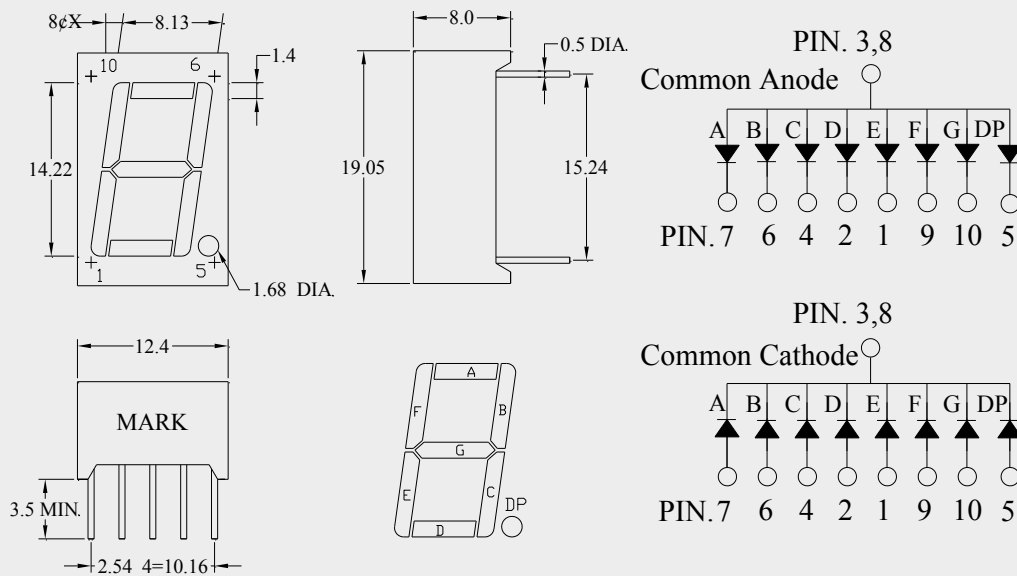 8¢X
8.13
10
6
1.4
14.22
1
5
1.68 DIA.
8.0
0.5 DIA.
19.05
15.24
PIN. 3,8
Common Anode
A B C D E F G DP
PIN. 7 6 4 2 1 9 10 5
12.4
MARK
3.5 MIN.
2.54 4=10.16
A
F
B
G
E
C
D
DP
PIN. 3,8
Common Cathode
A B C D E F G DP
PIN. 7 6 4 2 1 9 10 5